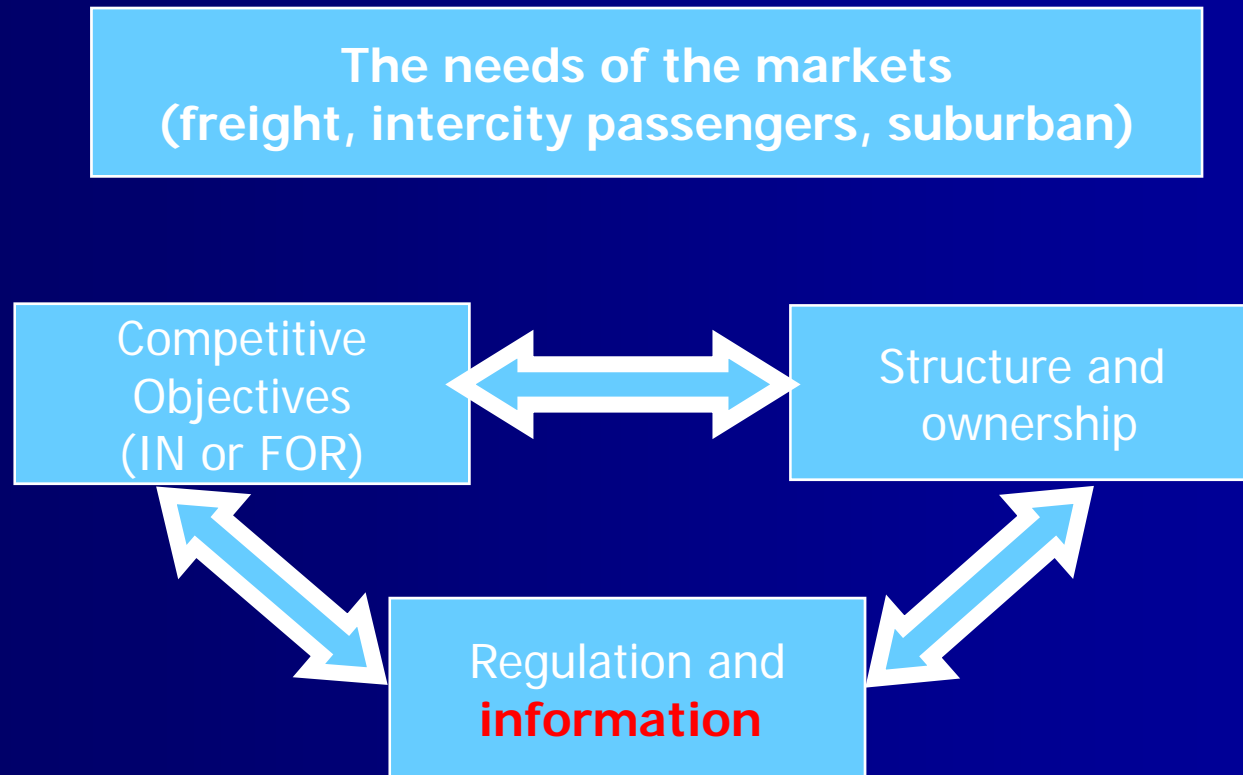 The needs of the markets
(freight, intercity passengers, suburban)
Competitive
Objectives
(IN or FOR)
Structure and
ownership
Regulation and
information